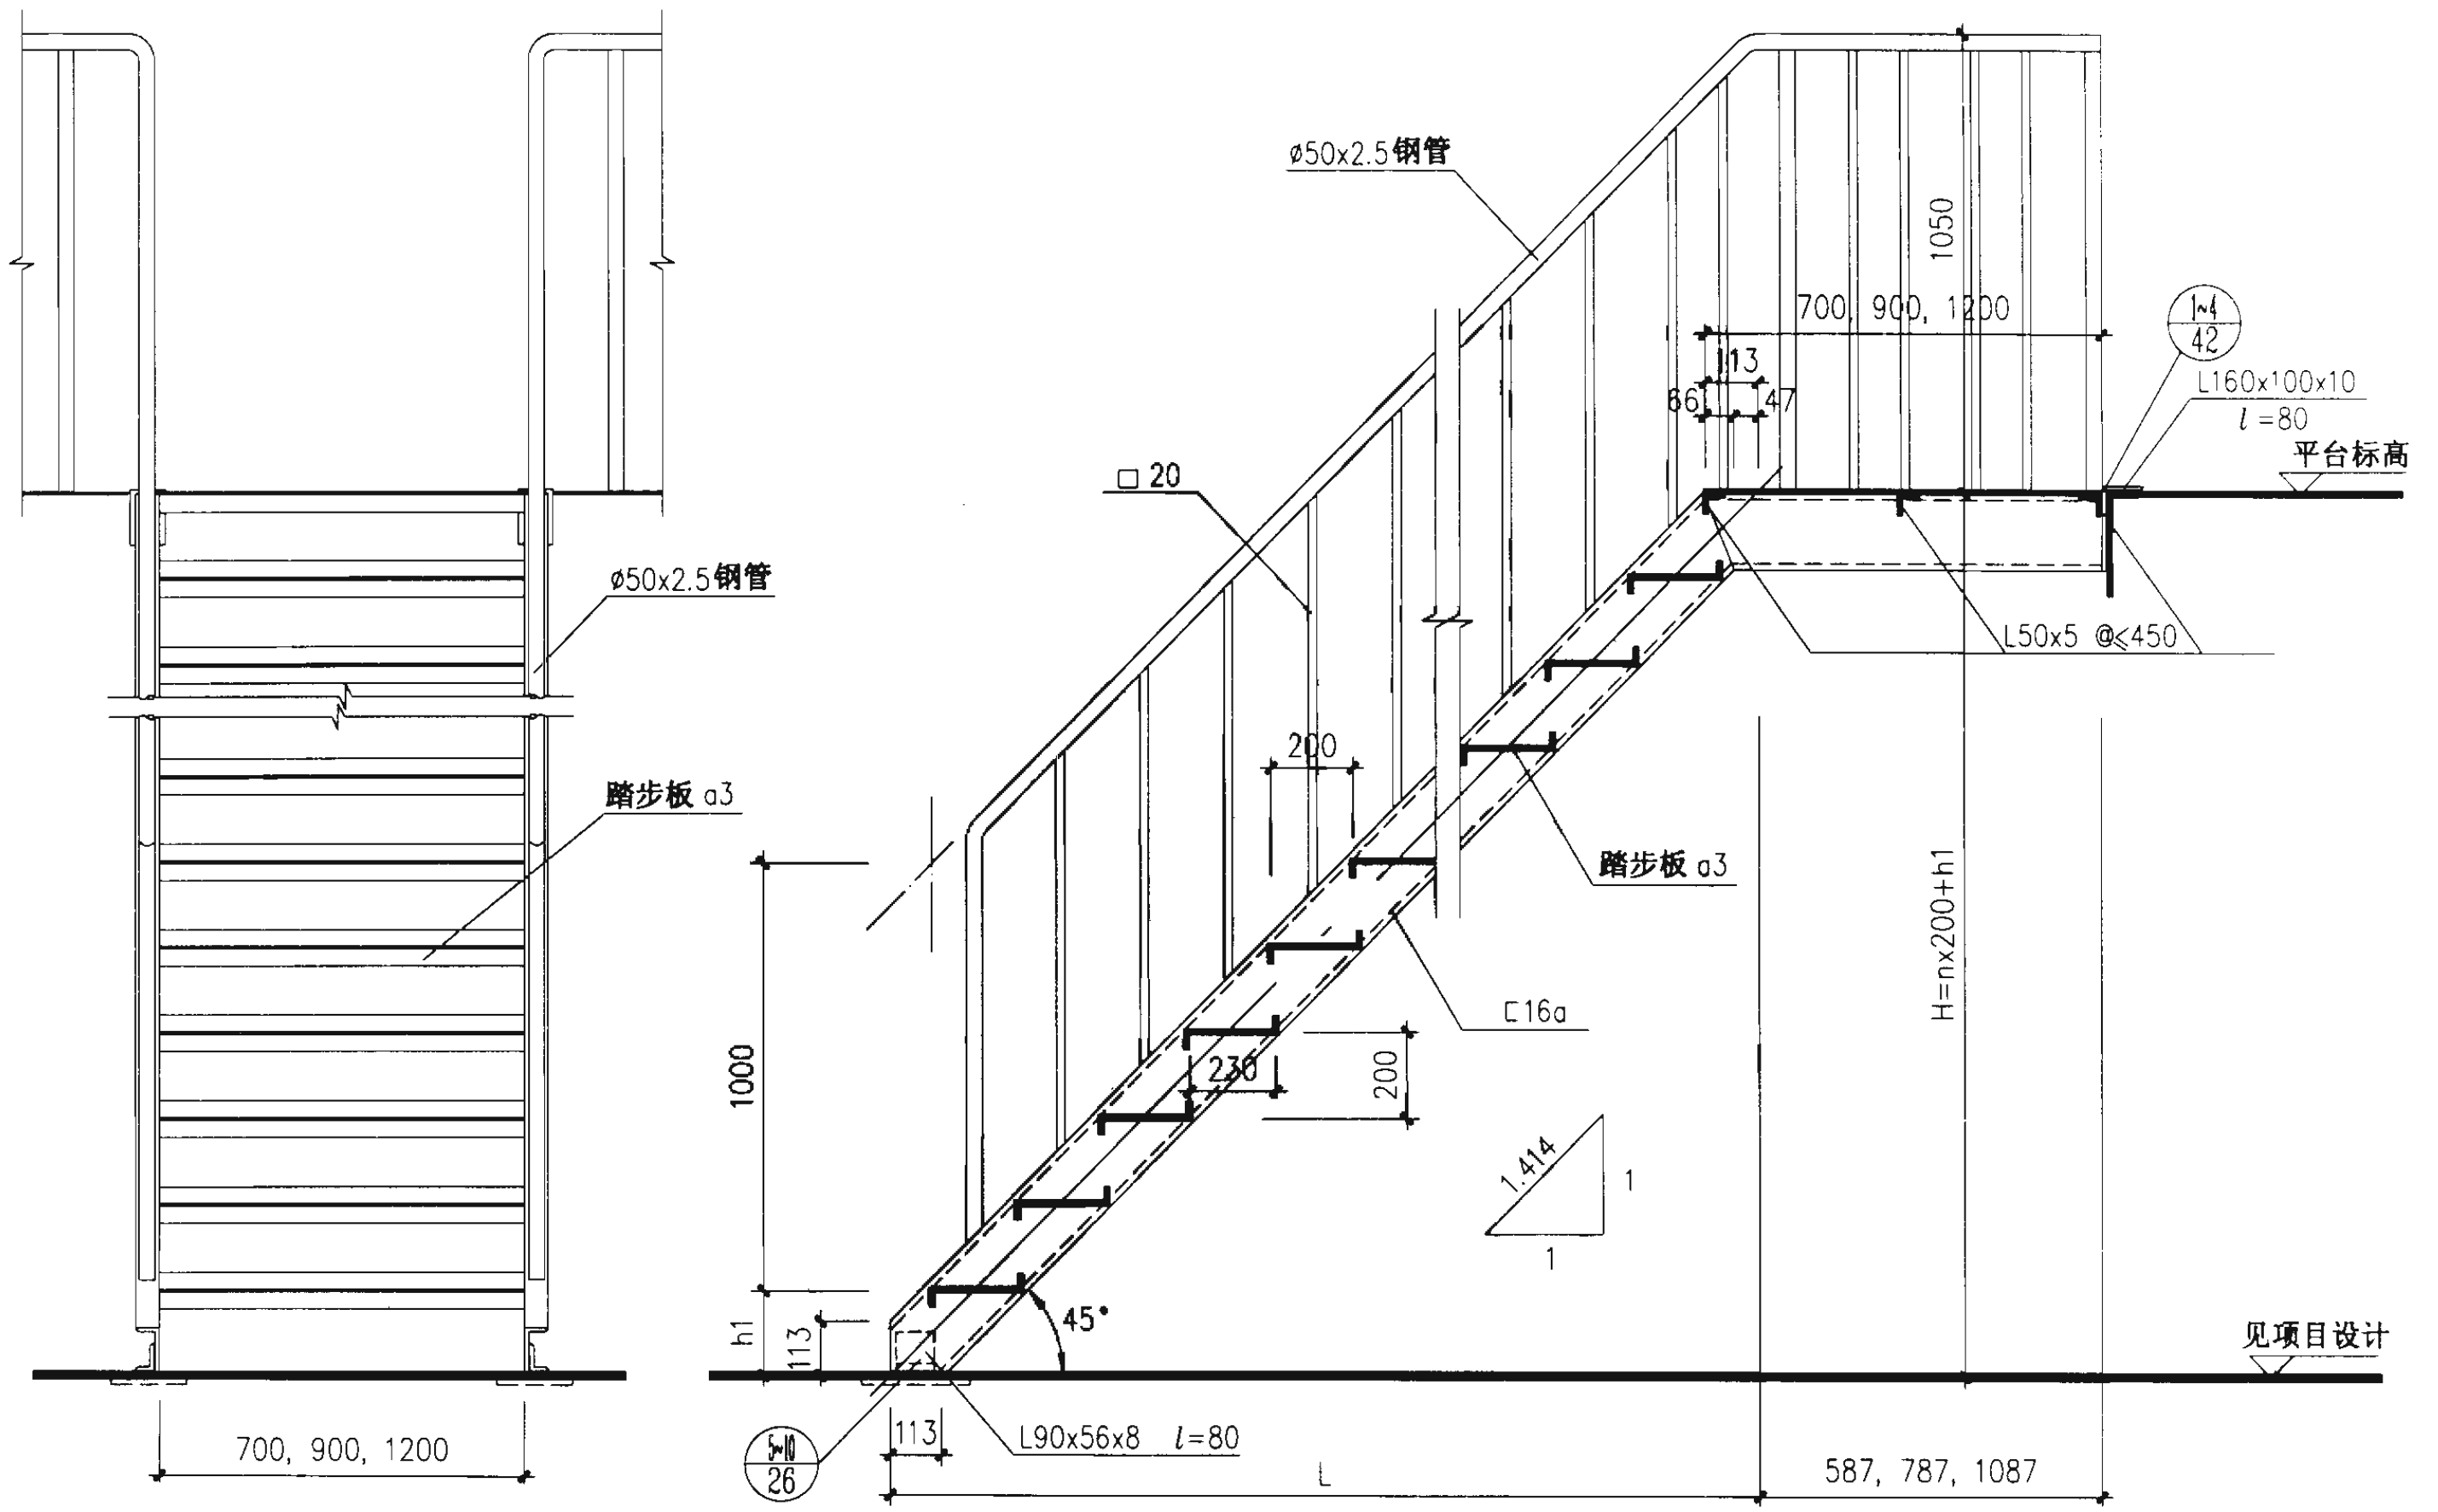 ø50x2.5钢管
1050
700, 900, 1200
1~4
42
113
L160x100x10
66
47
l=80
平台标高
□ 20
ø50x2.5钢管
L50x5 @≤450
200
踏步板 a3
踏步板 a3
H=nx200+h1
⊏16a
1000
230
200
1.414
1
1
45°
h1
113
见项目设计
700, 900, 1200
5~10
26
113
L90x56x8 l=80
L
587, 787, 1087